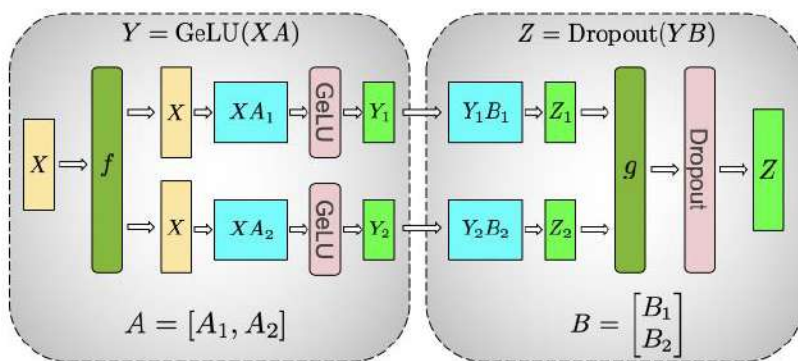 Y = GeLU(XA)
Z = Dropout(YB)
X
f
X
XA₁
GeLU
Y₁
Y₁B₁
Z₁
X
XA₂
GeLU
Y₂
Y₂B₂
Z₂
g
Dropout
Z
A = [A₁, A₂]
B = [B₁
B₂]